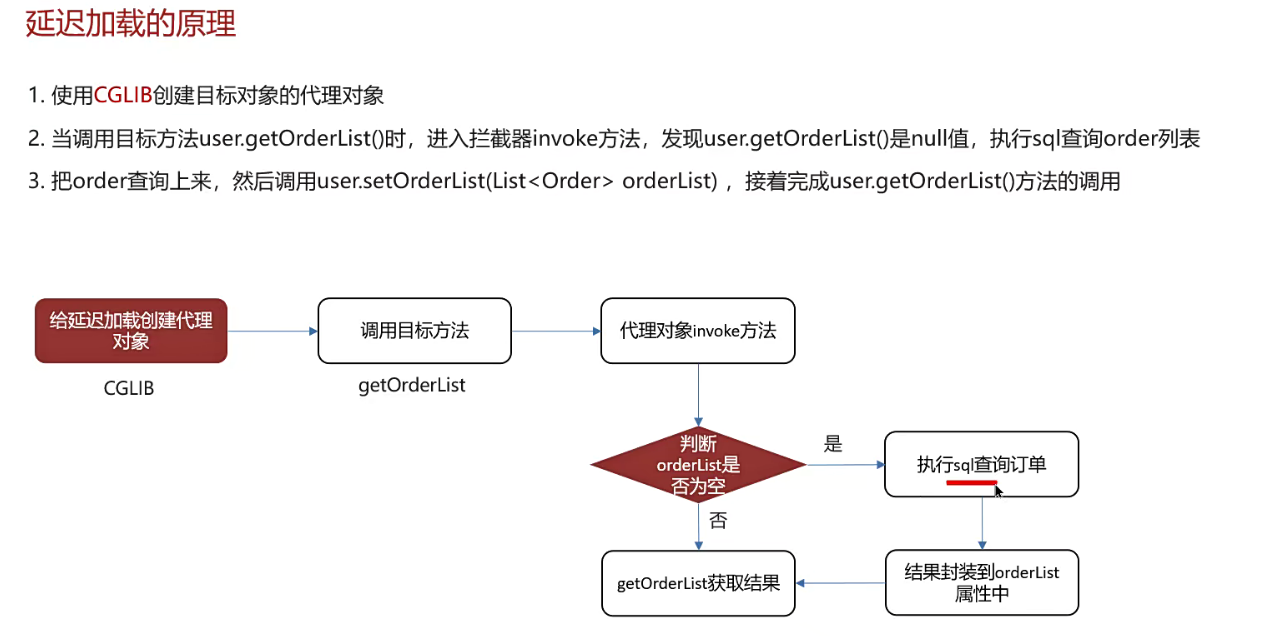 延迟加载的原理
1. 使用CGLIB创建目标对象的代理对象
2. 当调用目标方法user.getOrderList()时，进入拦截器invoke方法，发现user.getOrderList()是null值，执行sql查询order列表
3. 把order查询上来，然后调用user.setOrderList(List<Order> orderList) ，接着完成user.getOrderList()方法的调用
给延迟加载创建代理
对象
调用目标方法
代理对象invoke方法
CGLIB
getOrderList
判断
orderList是
否为空
是
执行sql查询订单
否
getOrderList获取结果
结果封装到orderList
属性中